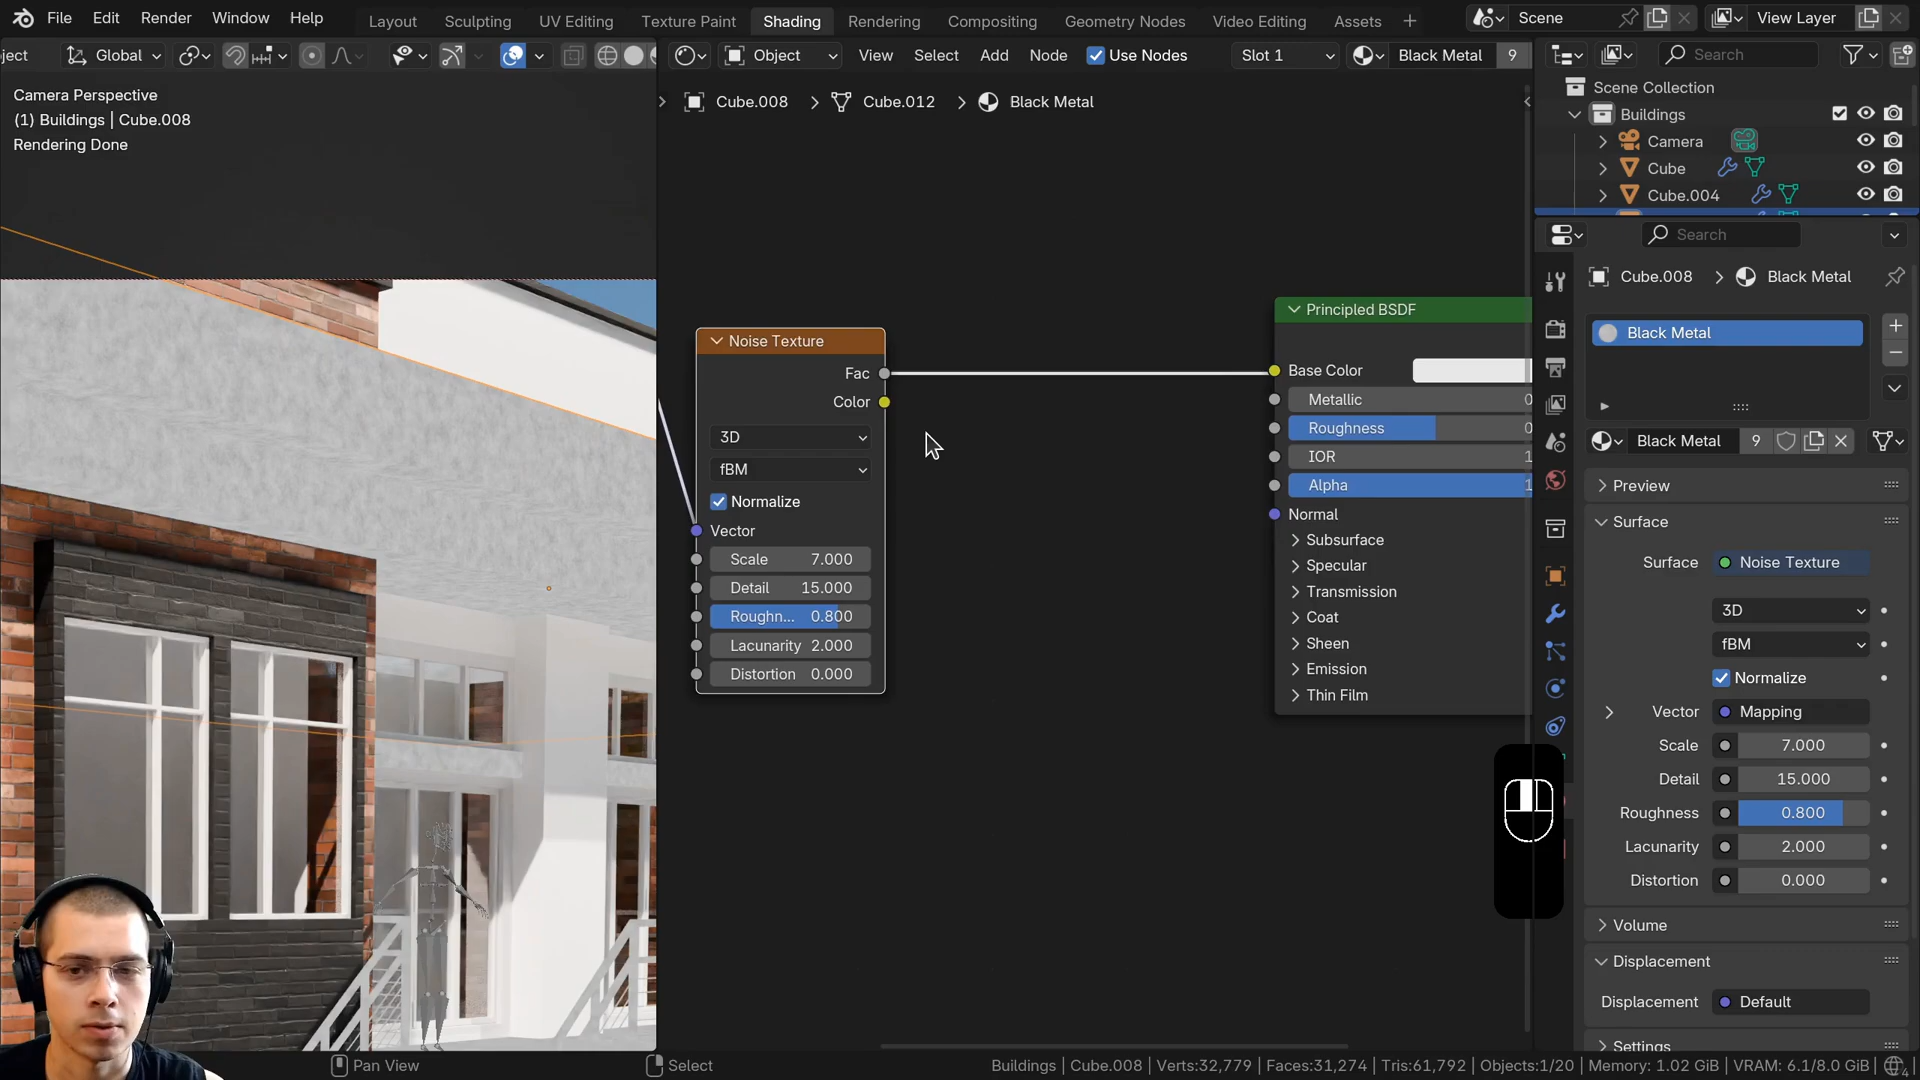 File Edit Render Window Help Layout Sculpting UV Editing Texture Paint Shading Rendering Compositing Geometry Nodes Video Editing Assets + Scene View Layer
ject Global Object View Select Add Node Use Nodes Slot 1 Black Metal 9 Search
Camera Perspective
(1) Buildings | Cube.008
Rendering Done
Cube.008 > Cube.012 > Black Metal
Noise Texture
Fac
Color
3D
fBM
Normalize
Vector
Scale 7.000
Detail 15.000
Roughn... 0.800
Lacunarity 2.000
Distortion 0.000
Principled BSDF
Base Color
Metallic 0
Roughness 0
IOR 1
Alpha 1
Normal
Subsurface
Specular
Transmission
Coat
Sheen
Emission
Thin Film
Scene Collection
Buildings
Camera
Cube
Cube.004
Search
Cube.008 > Black Metal
Black Metal
Black Metal 9
Preview
Surface
Surface Noise Texture
3D
fBM
Normalize
Vector Mapping
Scale 7.000
Detail 15.000
Roughness 0.800
Lacunarity 2.000
Distortion 0.000
Volume
Displacement
Displacement Default
Settings
Pan View Select Buildings | Cube.008 | Verts:32,779 | Faces:31,274 | Tris:61,792 | Objects:1/20 | Memory: 1.02 GiB | VRAM: 6.1/8.0 GiB |